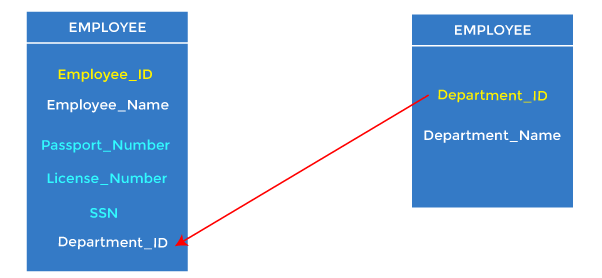 EMPLOYEE
Employee_ID
Employee_Name
Passport_Number
License_Number
SSN
Department_ID
EMPLOYEE
Department_ID
Department_Name